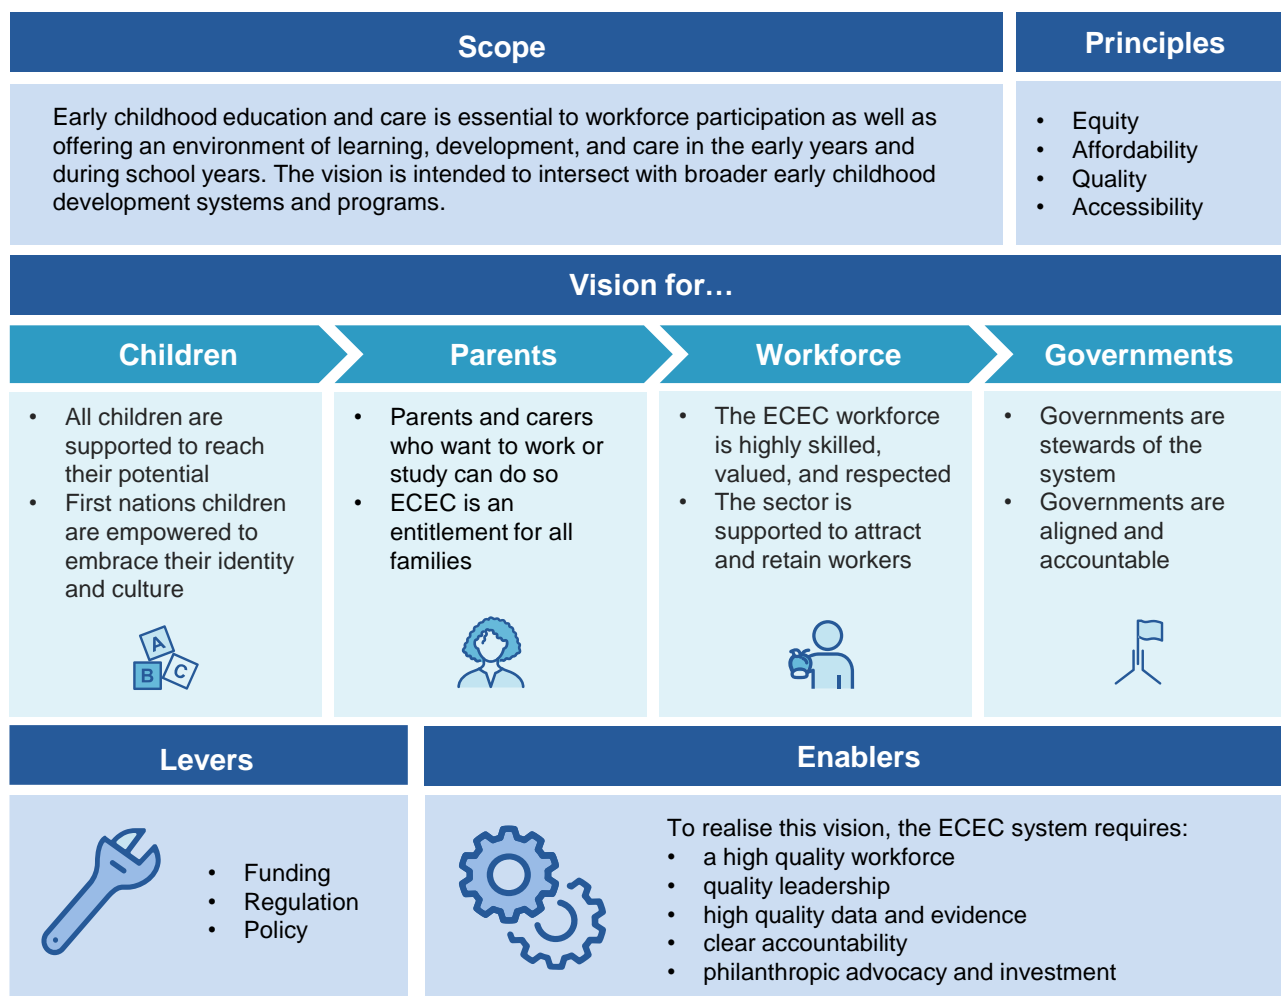 Scope
Early childhood education and care is essential to workforce participation as well as
offering an environment of learning, development, and care in the early years and
during school years. The vision is intended to intersect with broader early childhood
development systems and programs.
Principles
• Equity
• Affordability
• Quality
• Accessibility
Vision for…
Children
• All children are
supported to reach
their potential
• First nations children
are empowered to
embrace their identity
and culture
A
B
C
Parents
• Parents and carers
who want to work or
study can do so
• ECEC is an
entitlement for all
families
Workforce
• The ECEC workforce
is highly skilled,
valued, and respected
• The sector is
supported to attract
and retain workers
Governments
• Governments are
stewards of the
system
• Governments are
aligned and
accountable
Levers
• Funding
• Regulation
• Policy
Enablers
To realise this vision, the ECEC system requires:
• a high quality workforce
• quality leadership
• high quality data and evidence
• clear accountability
• philanthropic advocacy and investment